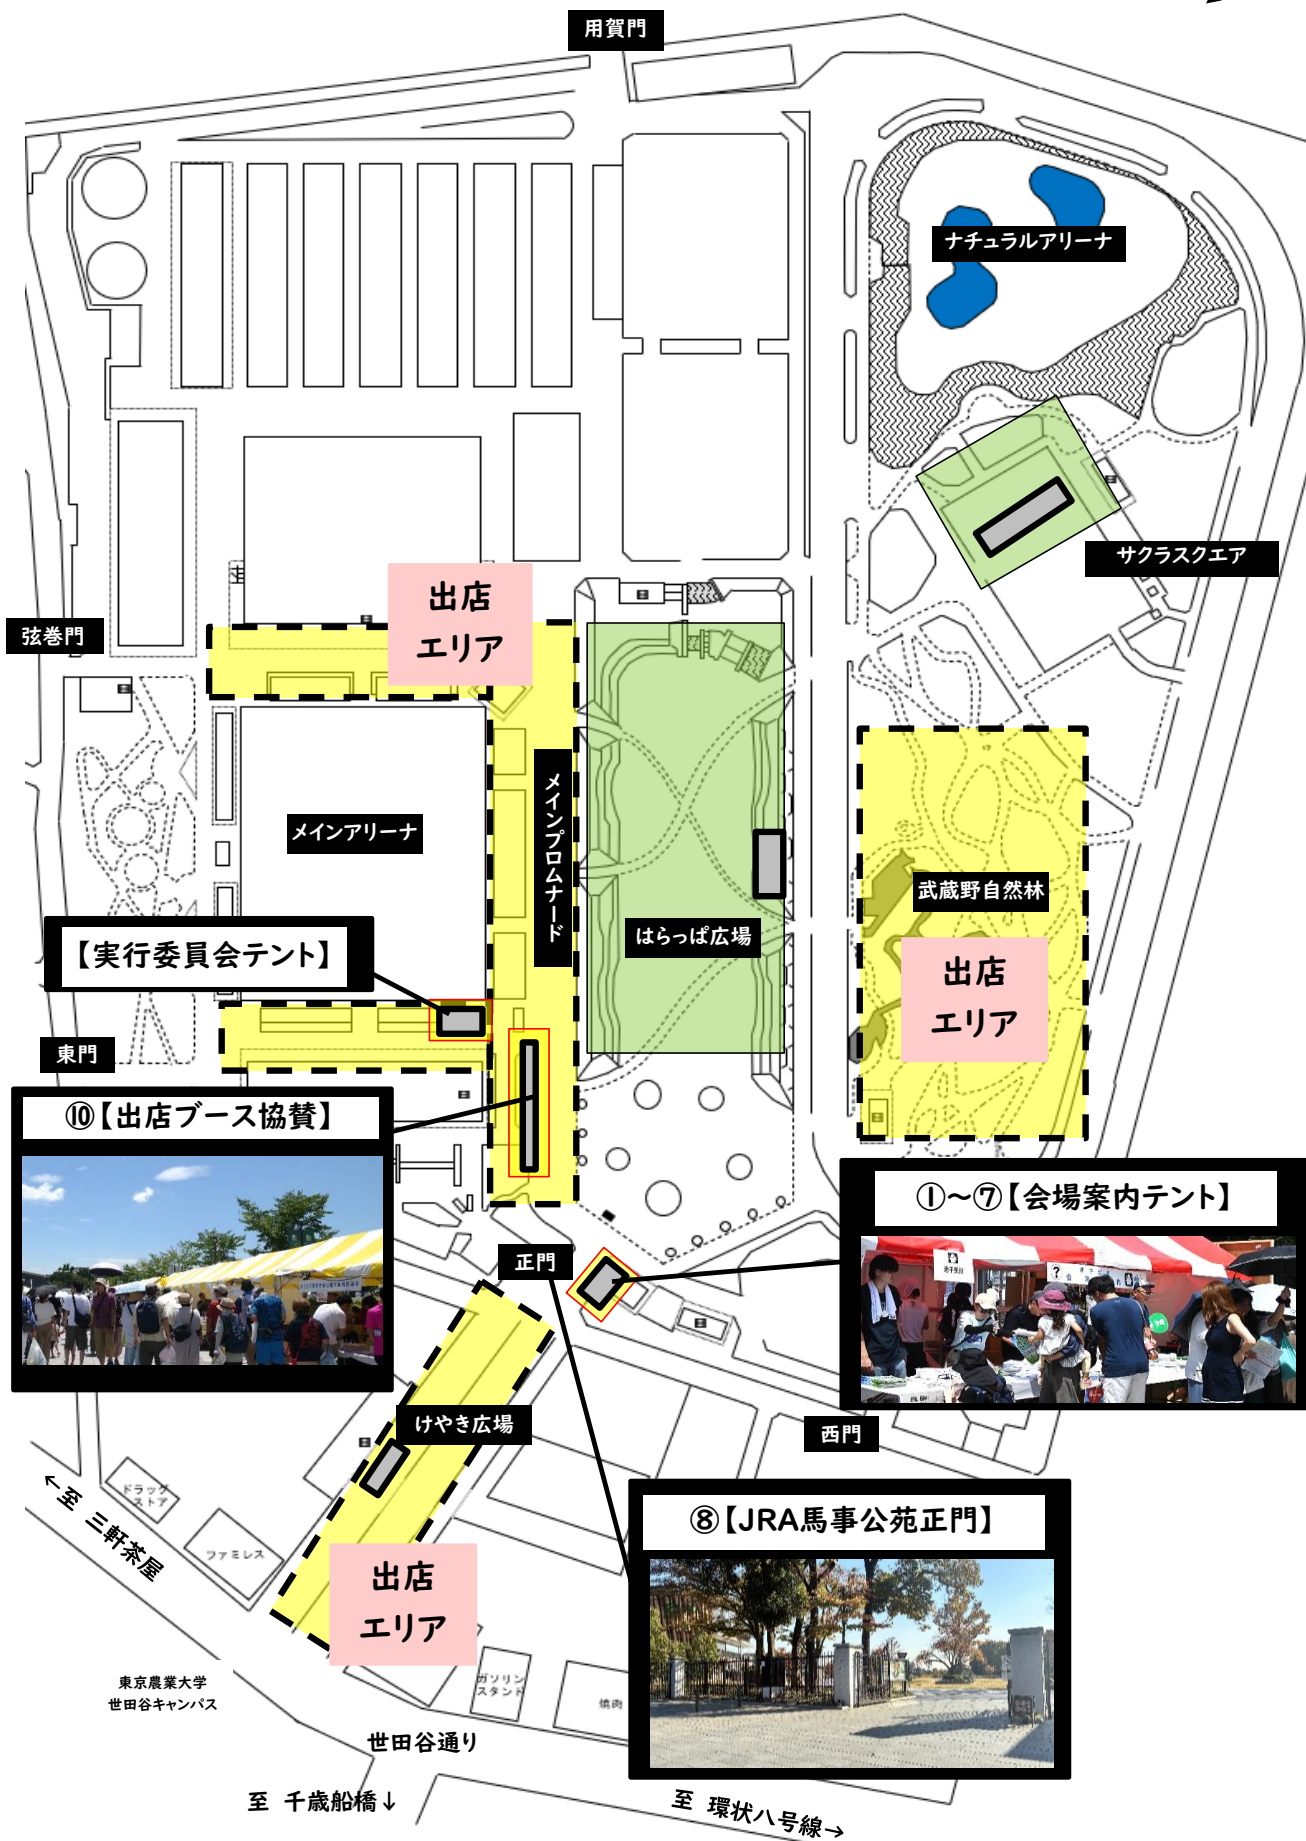 用賀門
ナチュラルアリーナ
サクラスクエア
出店
エリア
弦巻門
メインプロムナード
メインアリーナ
武蔵野自然林
はらっぱ広場
【実行委員会テント】
出店
エリア
東門
⑩【出店ブース協賛】
①～⑦【会場案内テント】
正門
けやき広場
西門
ドラッグ
ストア
←至 三軒茶屋
ファミレス
⑧【JRA馬事公苑正門】
出店
エリア
東京農業大学
世田谷キャンパス
ガソリン
スタンド
焼肉
世田谷通り
至 千歳船橋↓
至 環状八号線→